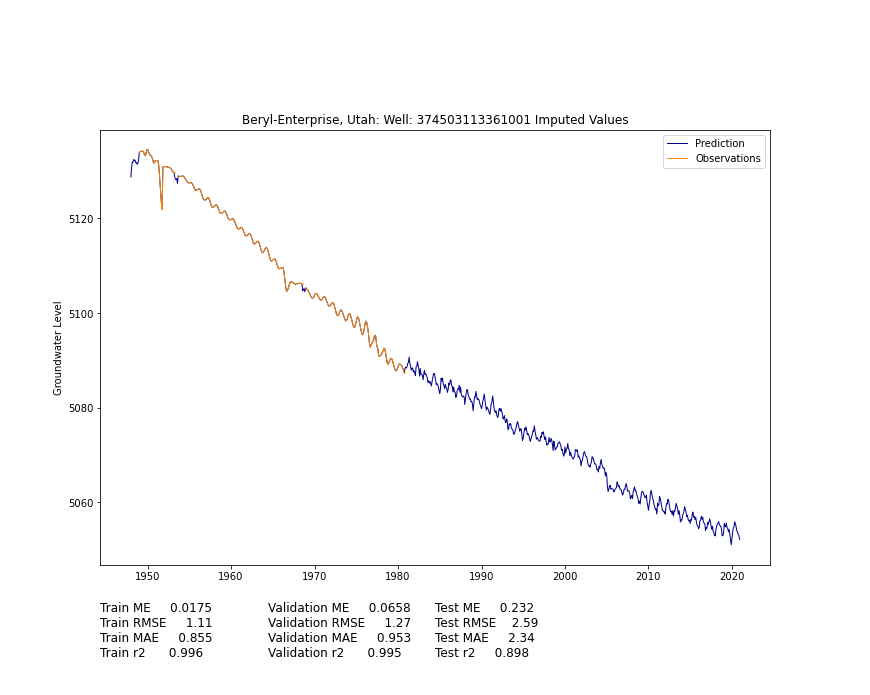 Beryl-Enterprise, Utah: Well: 374503113361001 Imputed Values
Prediction
Observations
Groundwater Level
5120
5100
5080
5060
1950 1960 1970 1980 1990 2000 2010 2020
Train ME 0.0175 Validation ME 0.0658 Test ME 0.232
Train RMSE 1.11 Validation RMSE 1.27 Test RMSE 2.59
Train MAE 0.855 Validation MAE 0.953 Test MAE 2.34
Train r2 0.996 Validation r2 0.995 Test r2 0.898